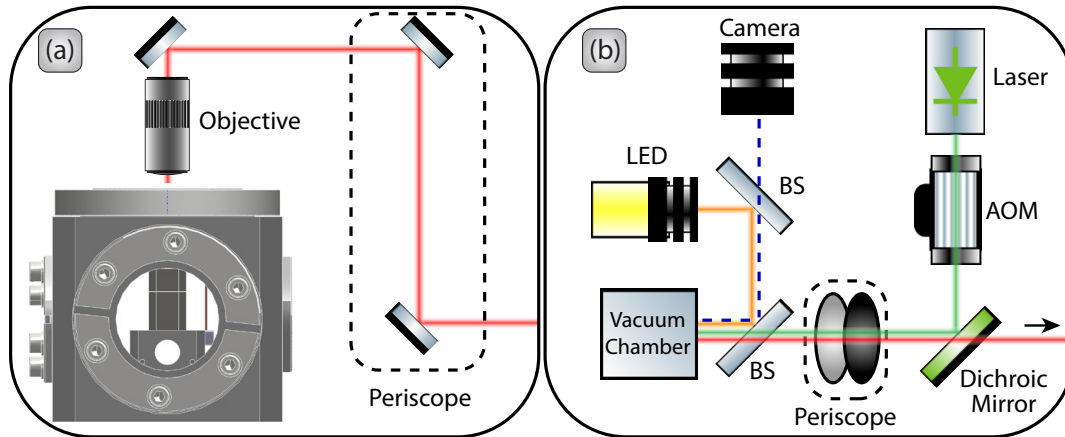 (a)
Objective
Periscope
(b)
Camera
Laser
LED
BS
AOM
Vacuum
Chamber
BS
Periscope
Dichroic
Mirror